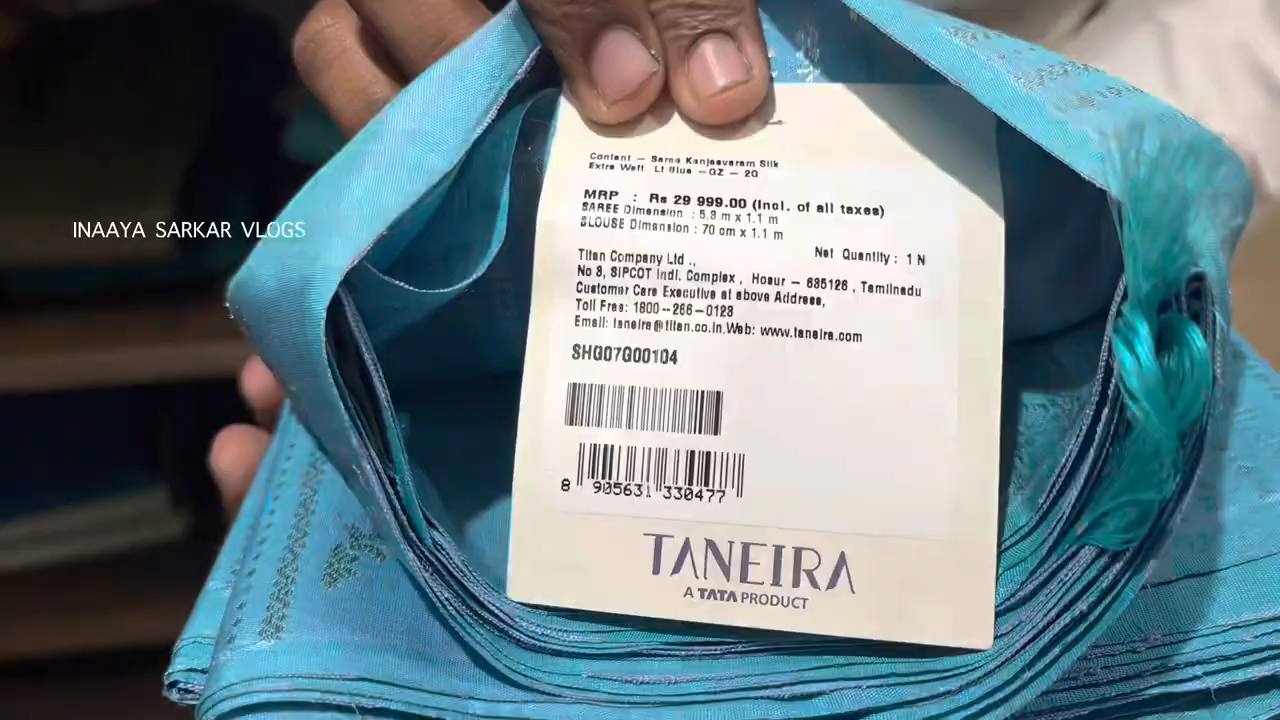 INAAYA SARKAR VLOGS
Content - Saree Kanjeevaram Silk
Extra Weft Lt Blue -GZ - 2G
MRP : Rs 29 999.00 (Incl. of all taxes)
SAREE Dimension : 5.3 m x 1.1 m
BLOUSE Dimension : 70 cm x 1.1 m
Net Quantity : 1 N
Titan Company Ltd .,
No 3, SIPCOT Indl. Complex , Hosur - 635126 , Tamilnadu
Customer Care Executive at above Address,
Toll Free: 1800--266-0123
Email: taneira@titan.co.in.Web: www.taneira.com
SHG07G00104
8 905631 330477
TANEIRA
A TATA PRODUCT